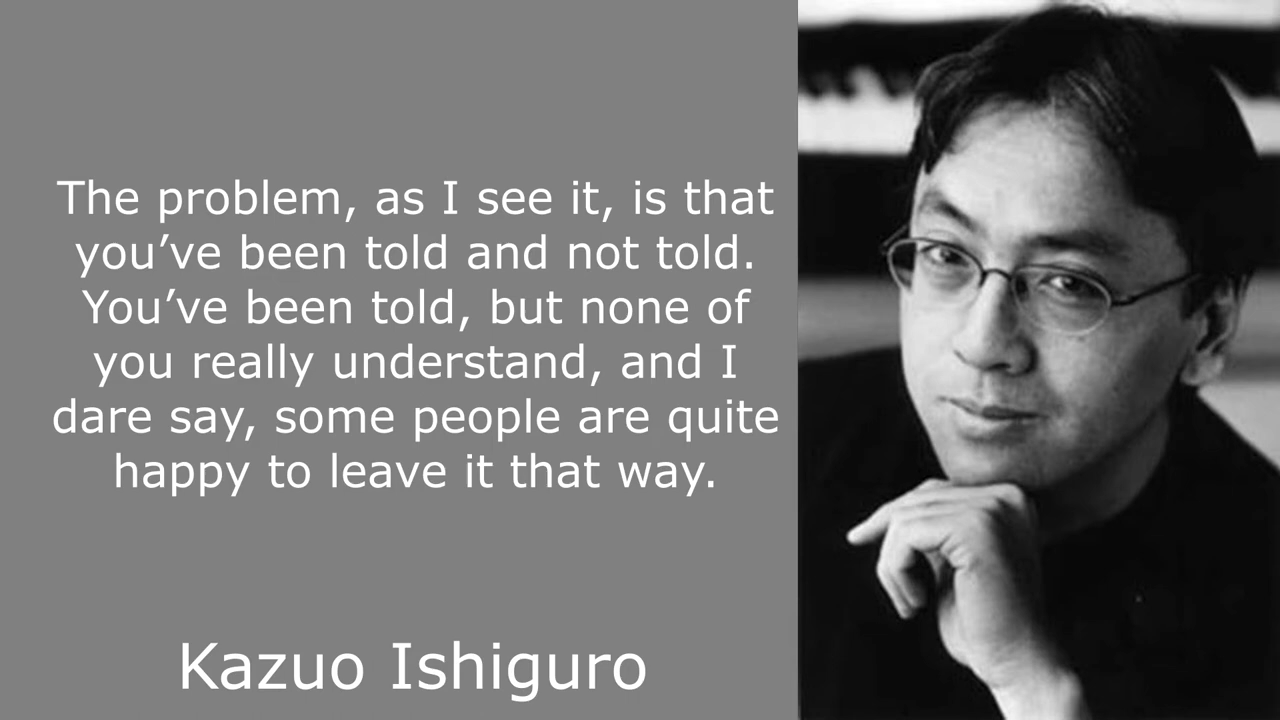 The problem, as I see it, is that
you’ve been told and not told.
You’ve been told, but none of
you really understand, and I
dare say, some people are quite
happy to leave it that way.
Kazuo Ishiguro